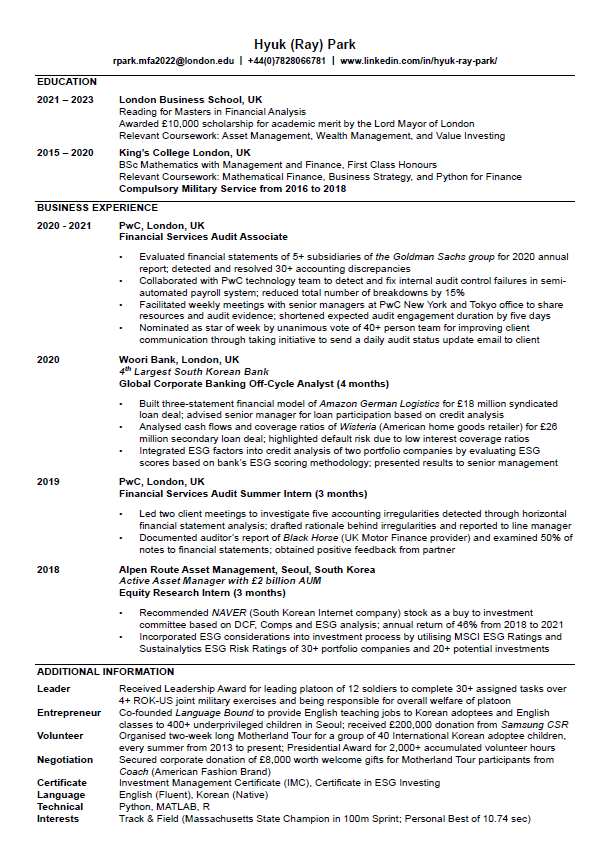 Hyuk (Ray) Park
rpark.mfa2022@london.edu | +44(0)7828066781 | www.linkedin.com/in/hyuk-ray-park/
EDUCATION
2021 – 2023 London Business School, UK
Reading for Masters in Financial Analysis
Awarded £10,000 scholarship for academic merit by the Lord Mayor of London
Relevant Coursework: Asset Management, Wealth Management, and Value Investing
2015 – 2020 King's College London, UK
BSc Mathematics with Management and Finance, First Class Honours
Relevant Coursework: Mathematical Finance, Business Strategy, and Python for Finance
Compulsory Military Service from 2016 to 2018
BUSINESS EXPERIENCE
2020 - 2021 PwC, London, UK
Financial Services Audit Associate
• Evaluated financial statements of 5+ subsidiaries of the Goldman Sachs group for 2020 annual
report; detected and resolved 30+ accounting discrepancies
• Collaborated with PwC technology team to detect and fix internal audit control failures in semi-
automated payroll system; reduced total number of breakdowns by 15%
• Facilitated weekly meetings with senior managers at PwC New York and Tokyo office to share
resources and audit evidence; shortened expected audit engagement duration by five days
• Nominated as star of week by unanimous vote of 40+ person team for improving client
communication through taking initiative to send a daily audit status update email to client
2020 Woori Bank, London, UK
4th Largest South Korean Bank
Global Corporate Banking Off-Cycle Analyst (4 months)
• Built three-statement financial model of Amazon German Logistics for £18 million syndicated
loan deal; advised senior manager for loan participation based on credit analysis
• Analysed cash flows and coverage ratios of Wisteria (American home goods retailer) for £26
million secondary loan deal; highlighted default risk due to low interest coverage ratios
• Integrated ESG factors into credit analysis of two portfolio companies by evaluating ESG
scores based on bank's ESG scoring methodology; presented results to senior management
2019 PwC, London, UK
Financial Services Audit Summer Intern (3 months)
• Led two client meetings to investigate five accounting irregularities detected through horizontal
financial statement analysis; drafted rationale behind irregularities and reported to line manager
• Documented auditor's report of Black Horse (UK Motor Finance provider) and examined 50% of
notes to financial statements; obtained positive feedback from partner
2018 Alpen Route Asset Management, Seoul, South Korea
Active Asset Manager with £2 billion AUM
Equity Research Intern (3 months)
• Recommended NAVER (South Korean Internet company) stock as a buy to investment
committee based on DCF, Comps and ESG analysis; annual return of 46% from 2018 to 2021
• Incorporated ESG considerations into investment process by utilising MSCI ESG Ratings and
Sustainalytics ESG Risk Ratings of 30+ portfolio companies and 20+ potential investments
ADDITIONAL INFORMATION
Leader Received Leadership Award for leading platoon of 12 soldiers to complete 30+ assigned tasks over
4+ ROK-US joint military exercises and being responsible for overall welfare of platoon
Entrepreneur Co-founded Language Bound to provide English teaching jobs to Korean adoptees and English
classes to 400+ underprivileged children in Seoul; received £200,000 donation from Samsung CSR
Volunteer Organised two-week long Motherland Tour for a group of 40 International Korean adoptee children,
every summer from 2013 to present; Presidential Award for 2,000+ accumulated volunteer hours
Negotiation Secured corporate donation of £8,000 worth welcome gifts for Motherland Tour participants from
Coach (American Fashion Brand)
Certificate Investment Management Certificate (IMC), Certificate in ESG Investing
Language English (Fluent), Korean (Native)
Technical Python, MATLAB, R
Interests Track & Field (Massachusetts State Champion in 100m Sprint; Personal Best of 10.74 sec)